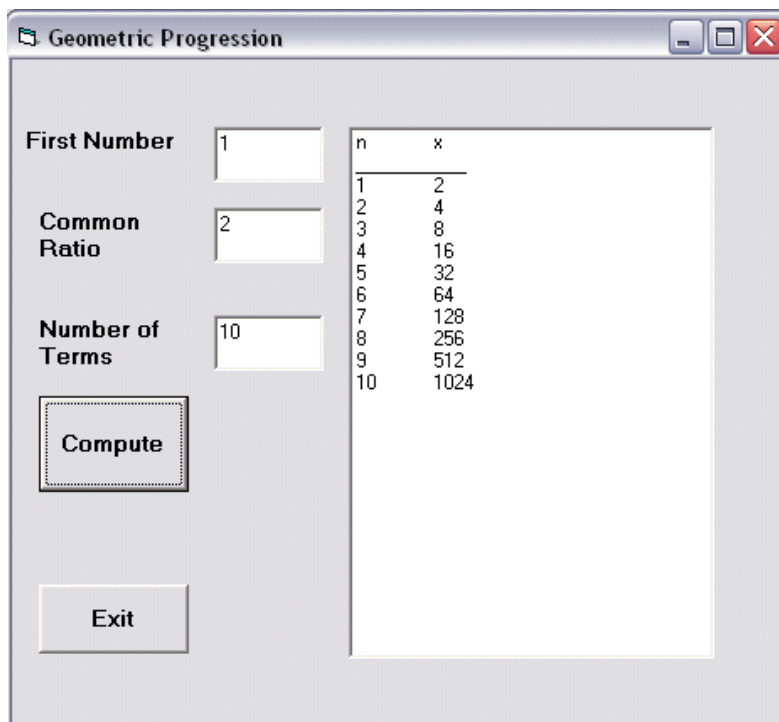 Geometric Progression
First Number
1
Common
Ratio
2
Number of
Terms
10
Compute
Exit
n x
1 2
2 4
3 8
4 16
5 32
6 64
7 128
8 256
9 512
10 1024